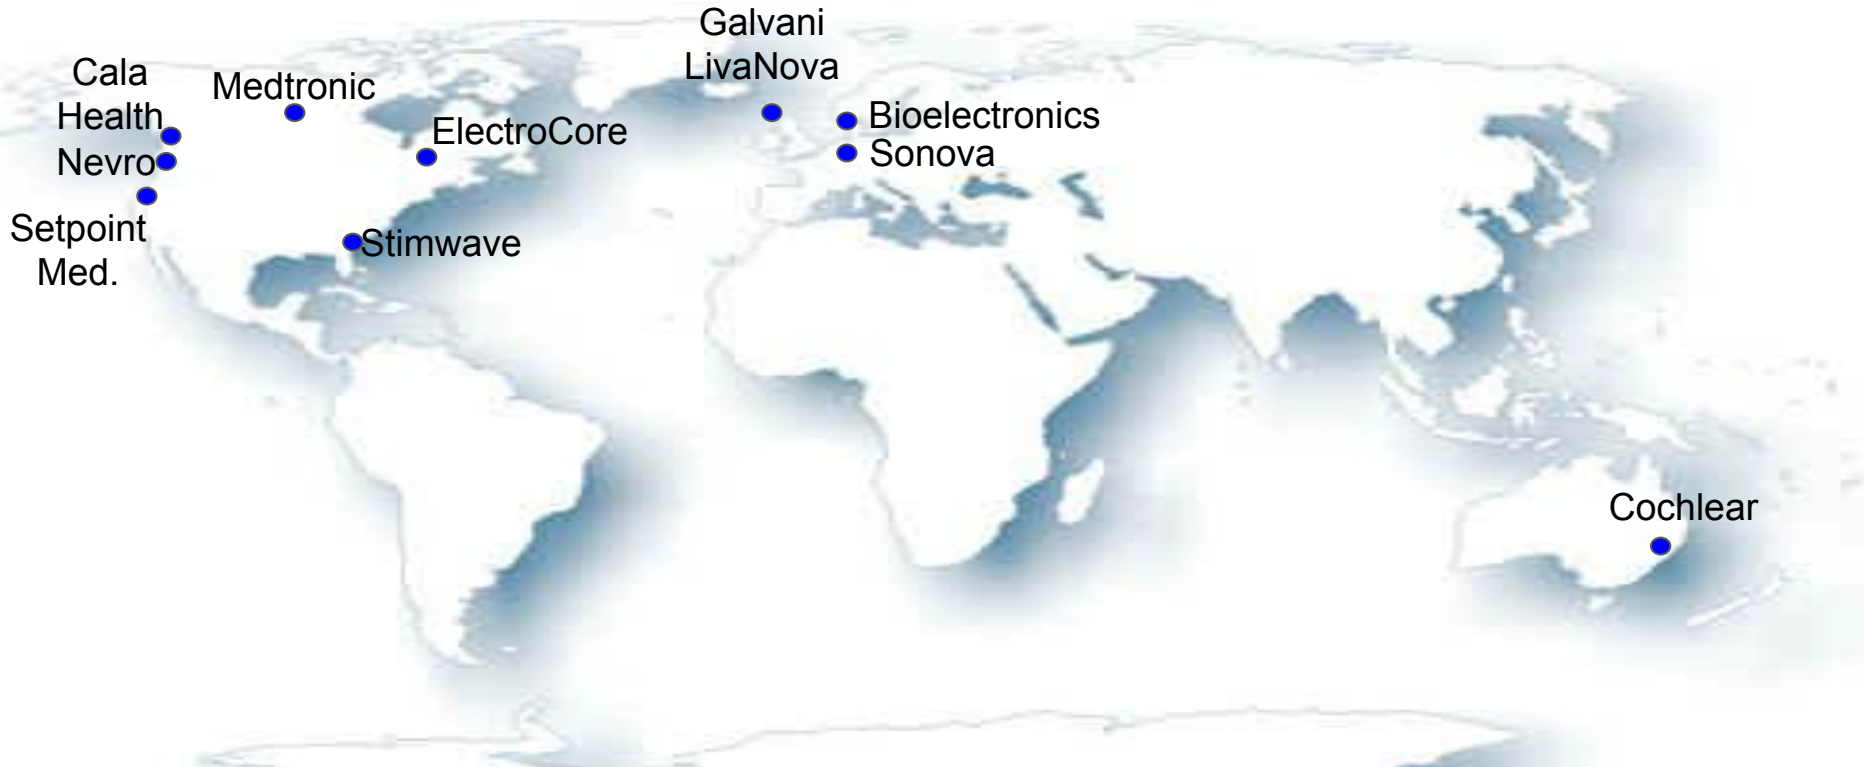 Galvani
LivaNova
Cala
Health
Medtronic
ElectroCore
Bioelectronics
Nevro
Sonova
Setpoint
Med.
Stimwave
Cochlear